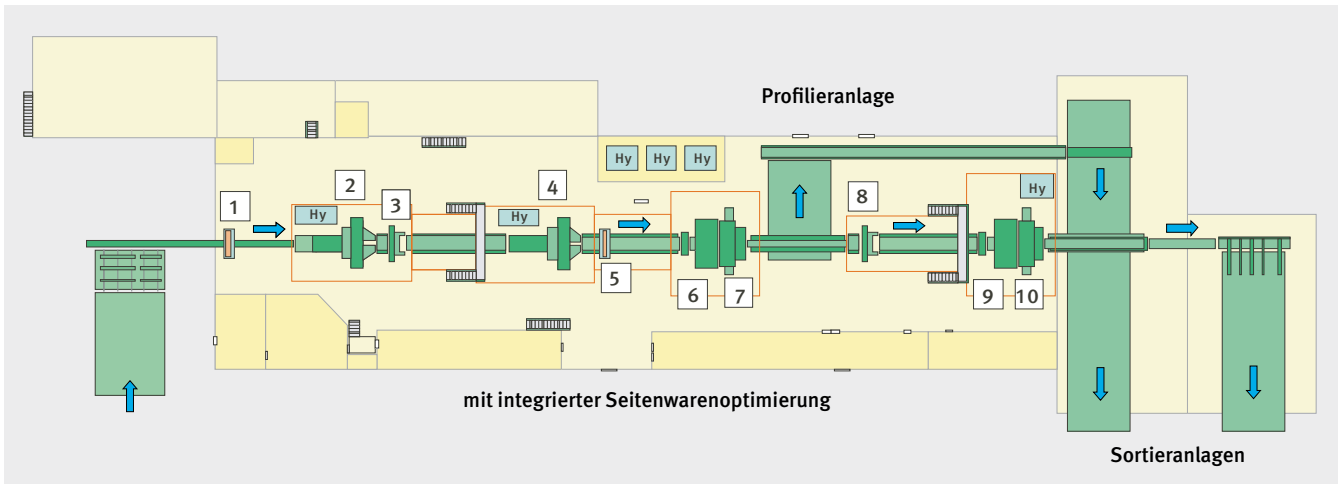 Profilieranlage
Hy Hy Hy
1
2
Hy
3
4
Hy
5
6
7
8
Hy
9
10
mit integrierter Seitenwarenoptimierung
Sortieranlagen